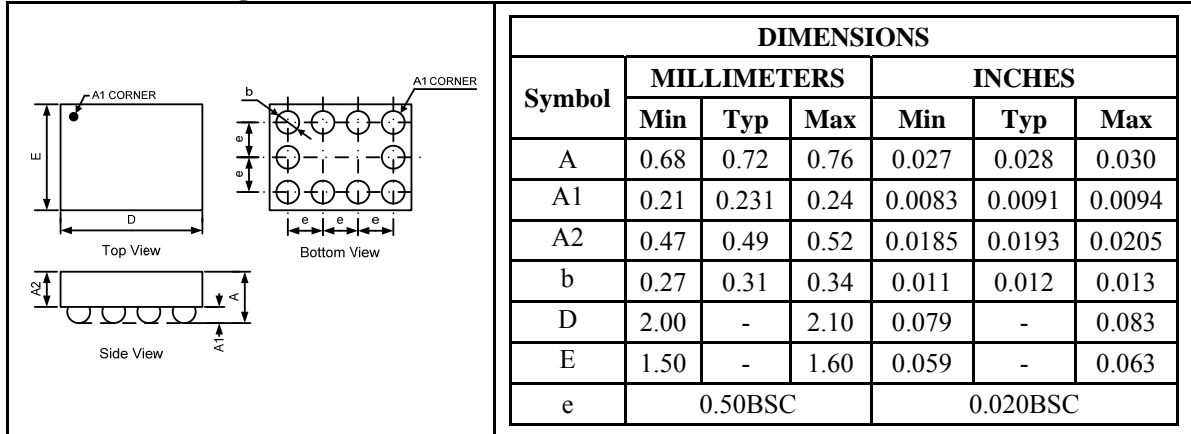 A1 CORNER
E
D
Top View
b
A1 CORNER
e
e
e e e
Bottom View
A2
A
A1
Side View
DIMENSIONS
Symbol MILLIMETERS INCHES
Min Typ Max Min Typ Max
A 0.68 0.72 0.76 0.027 0.028 0.030
A1 0.21 0.231 0.24 0.0083 0.0091 0.0094
A2 0.47 0.49 0.52 0.0185 0.0193 0.0205
b 0.27 0.31 0.34 0.011 0.012 0.013
D 2.00 - 2.10 0.079 - 0.083
E 1.50 - 1.60 0.059 - 0.063
e 0.50BSC 0.020BSC